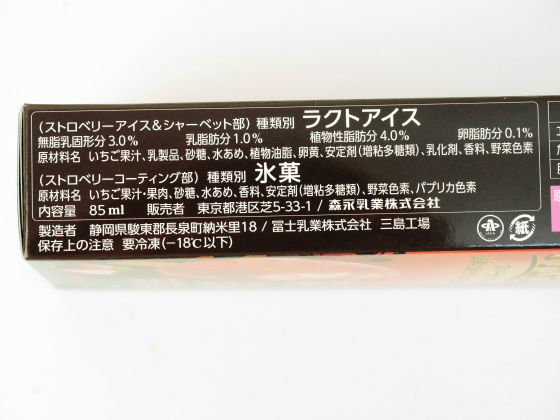 (ストロベリーアイス&シャーベット部) 種類別 ラクトアイス
無脂乳固形分 3.0% 乳脂肪分 1.0% 植物性脂肪分 4.0% 卵脂肪分 0.1%
原材料名 いちご果汁、乳製品、砂糖、水あめ、植物油脂、卵黄、安定剤(増粘多糖類)、乳化剤、香料、野菜色素
(ストロベリーコーティング部) 種類別 氷菓
原材料名 いちご果汁・果肉、砂糖、水あめ、香料、安定剤(増粘多糖類)、野菜色素、パプリカ色素
内容量 85ml 販売者 東京都港区芝5-33-1/森永乳業株式会社
製造者 静岡県駿東郡長泉町納米里18/冨士乳業株式会社 三島工場
保存上の注意 要冷凍(−18℃以下)
紙